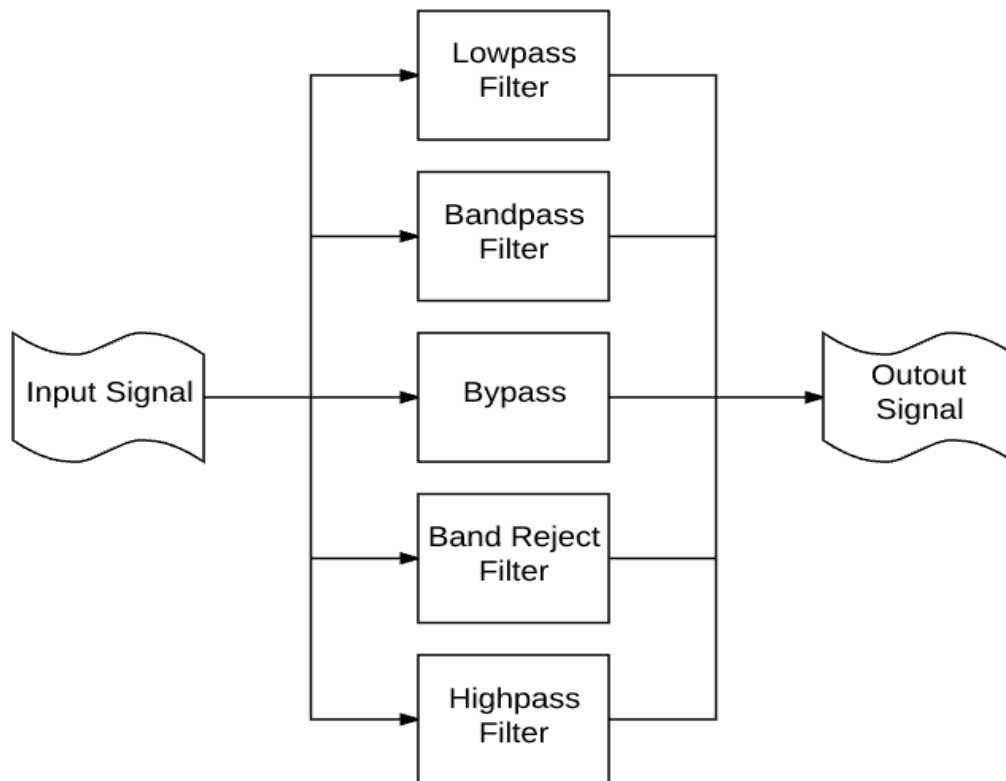 Lowpass
Filter
Bandpass
Filter
Input Signal
Bypass
Outout
Signal
Band Reject
Filter
Highpass
Filter